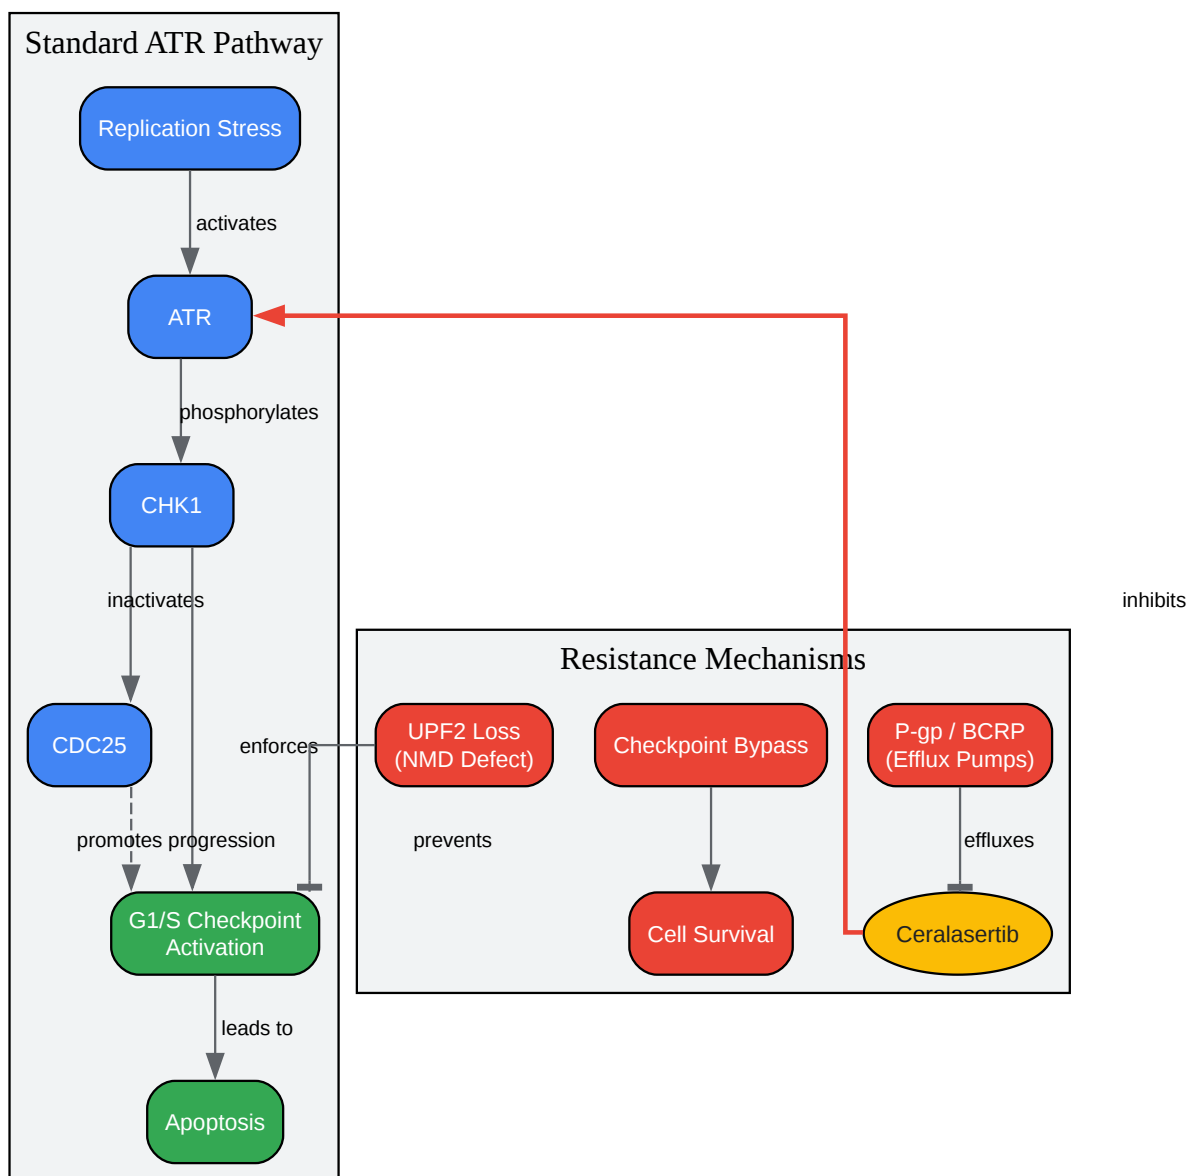 Standard ATR Pathway
Replication Stress
activates
ATR
phosphorylates
CHK1
inactivates
inhibits
Resistance Mechanisms
CDC25
enforces
UPF2 Loss
(NMD Defect)
Checkpoint Bypass
P-gp / BCRP
(Efflux Pumps)
promotes progression
prevents
effluxes
G1/S Checkpoint
Activation
Cell Survival
Ceralasertib
leads to
Apoptosis